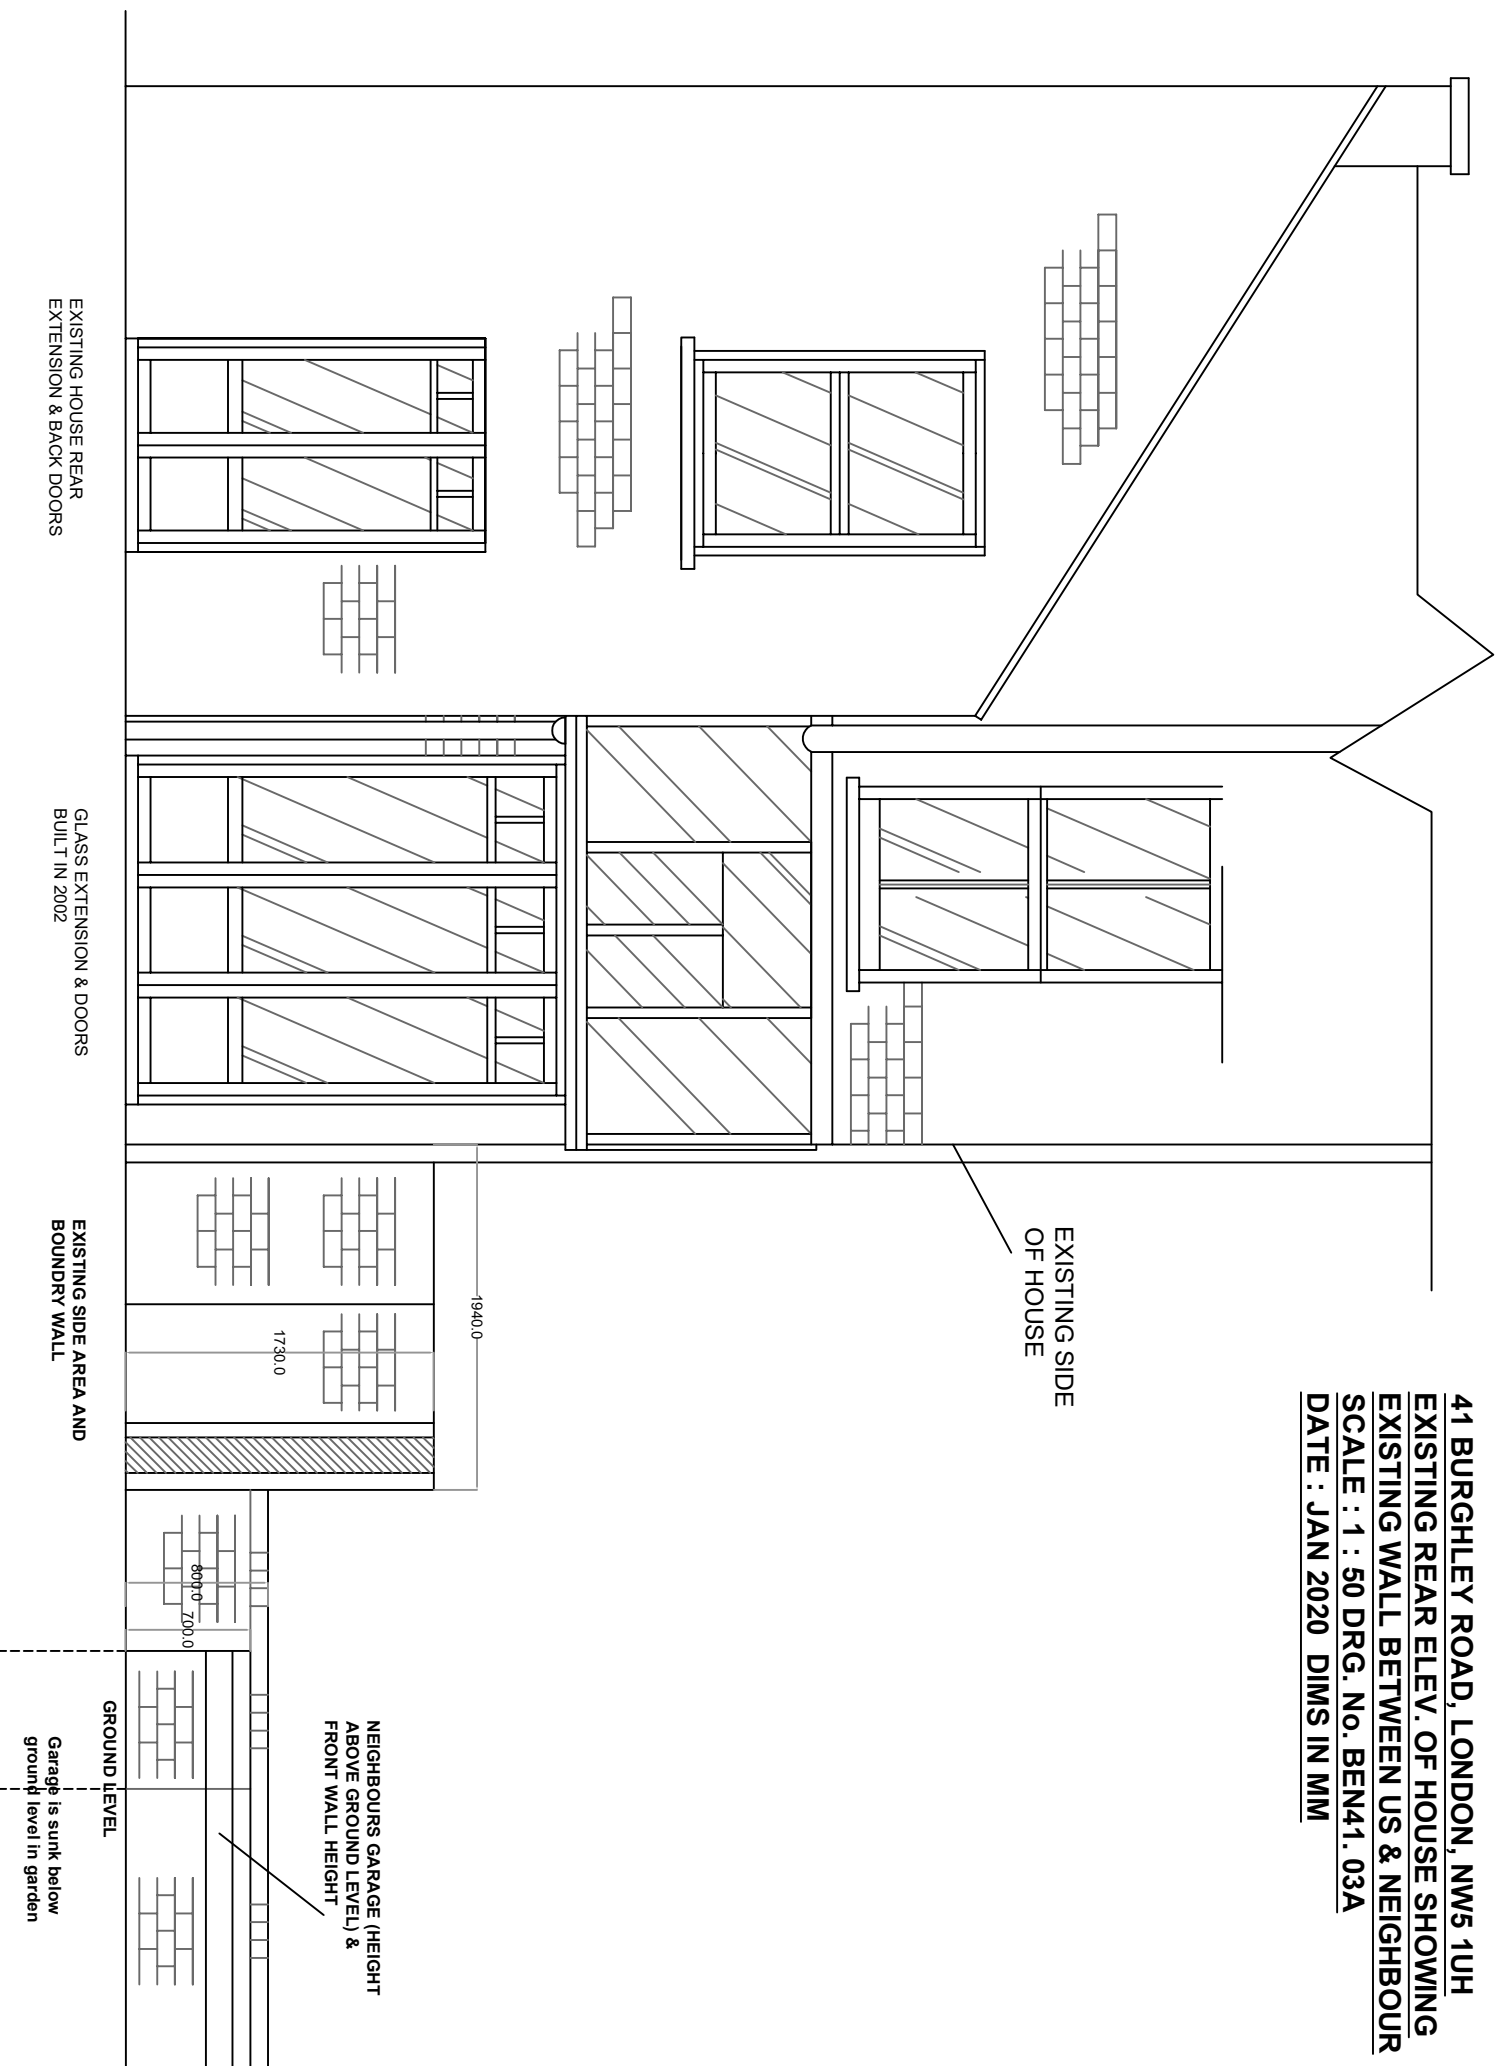 41 BURGHLEY ROAD, LONDON, NW5 1UH
EXISTING REAR ELEV. OF HOUSE SHOWING
EXISTING WALL BETWEEN US & NEIGHBOUR
SCALE : 1 : 50 DRG. No. BEN41. 03A
DATE : JAN 2020 DIMS IN MM
EXISTING SIDE
OF HOUSE
1940.0
1730.0
800.0
700.0
NEIGHBOURS GARAGE (HEIGHT
ABOVE GROUND LEVEL) &
FRONT WALL HEIGHT
GROUND LEVEL
Garage is sunk below
ground level in garden
EXISTING HOUSE REAR
EXTENSION & BACK DOORS
GLASS EXTENSION & DOORS
BUILT IN 2002
EXISTING SIDE AREA AND
BOUNDRY WALL